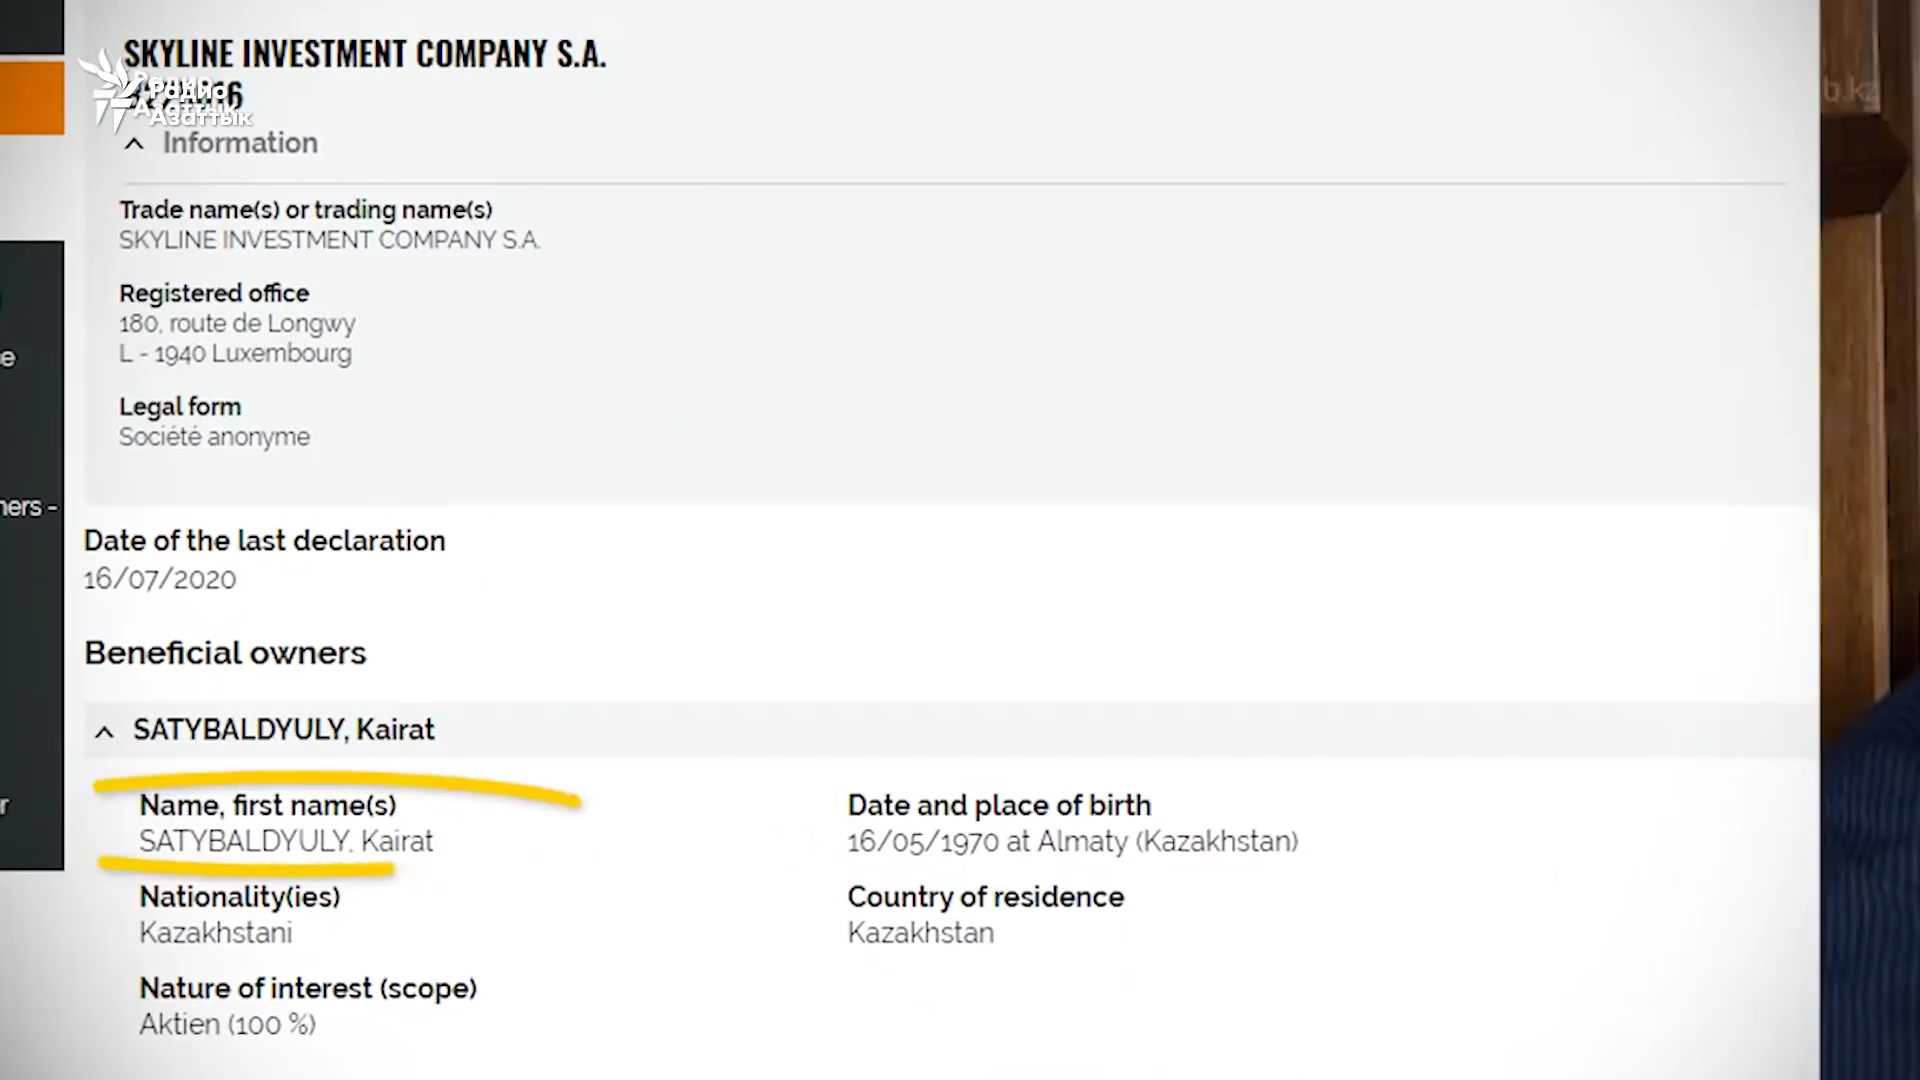 SKYLINE INVESTMENT COMPANY S.A.
Радио
Азаттык
Information
Trade name(s) or trading name(s)
SKYLINE INVESTMENT COMPANY S.A.
Registered office
180, route de Longwy
L - 1940 Luxembourg
Legal form
Société anonyme
Date of the last declaration
16/07/2020
Beneficial owners
SATYBALDYULY, Kairat
Name, first name(s)
SATYBALDYULY, Kairat
Date and place of birth
16/05/1970 at Almaty (Kazakhstan)
Nationality(ies)
Kazakhstani
Country of residence
Kazakhstan
Nature of interest (scope)
Aktien (100 %)
b.kz